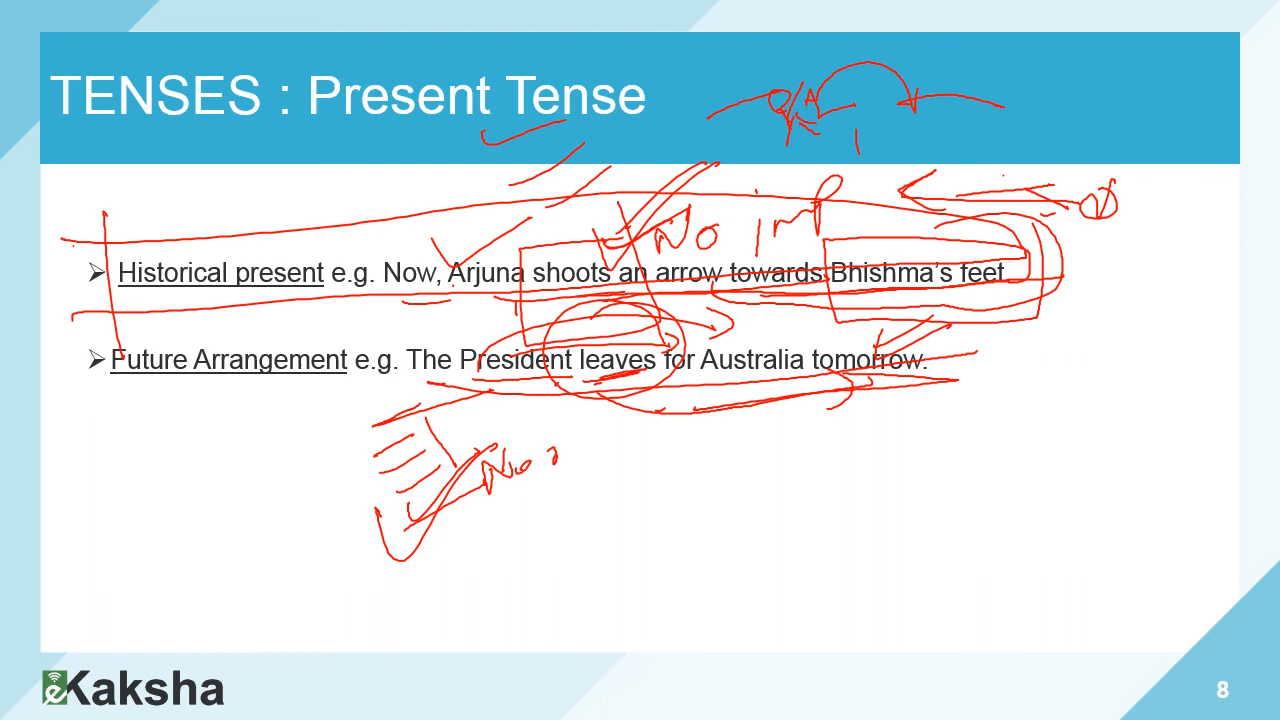 TENSES : Present Tense
No imp
➢ Historical present e.g. Now, Arjuna shoots an arrow towards Bhishma's feet
➢ Future Arrangement e.g. The President leaves for Australia tomorrow.
No
eKaksha
8